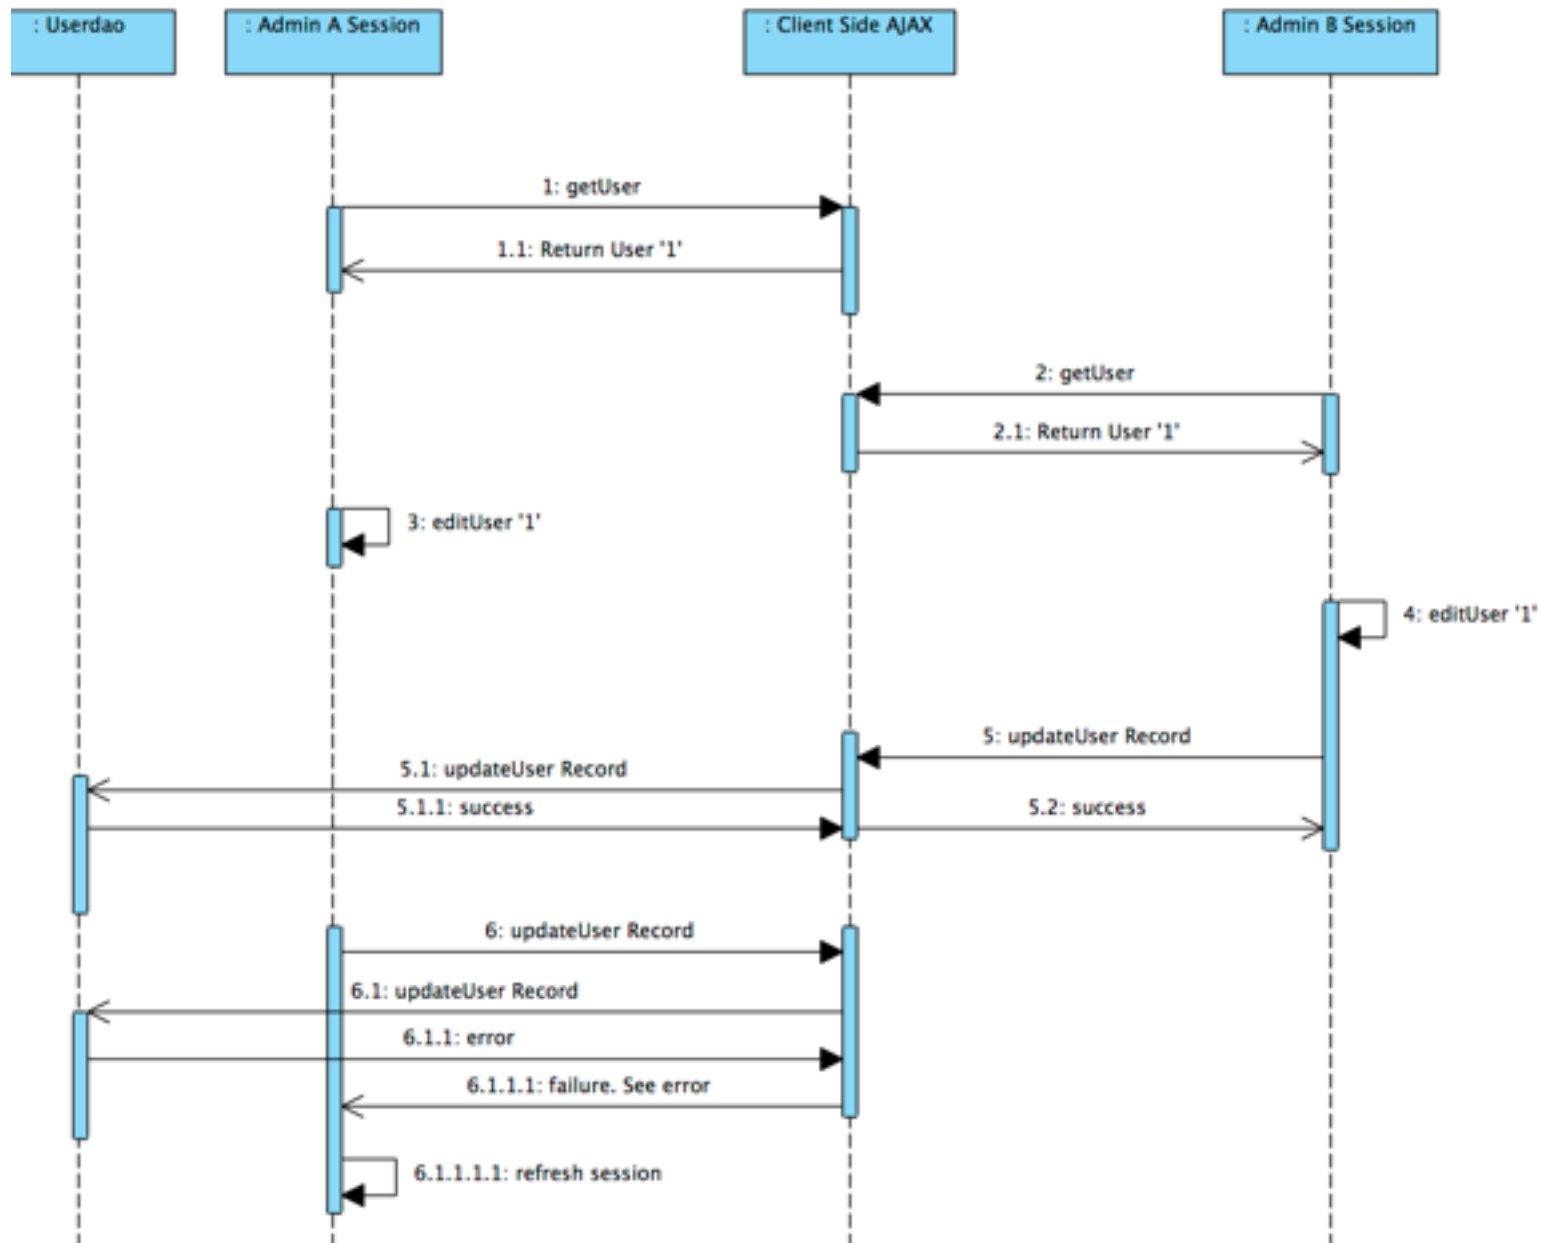 : Userdao
: Admin A Session
: Client Side AJAX
: Admin B Session
1: getUser
1.1: Return User '1'
2: getUser
2.1: Return User '1'
3: editUser '1'
4: editUser '1'
5: updateUser Record
5.1: updateUser Record
5.1.1: success
5.2: success
6: updateUser Record
6.1: updateUser Record
6.1.1: error
6.1.1.1: failure. See error
6.1.1.1.1: refresh session